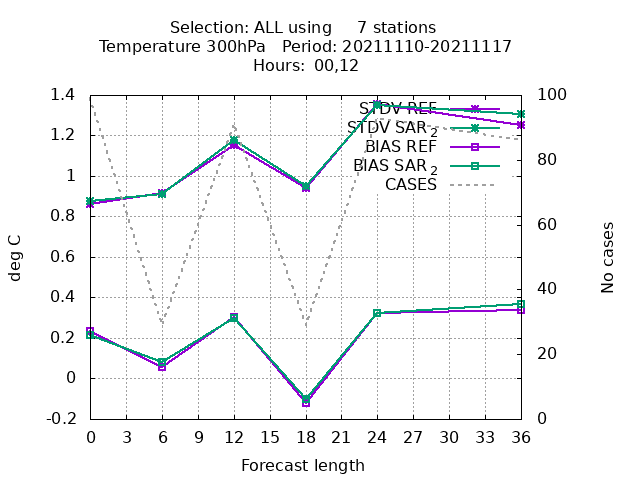 Selection: ALL using 7 stations
Temperature 300hPa Period: 20211110-20211117
Hours: 00,12
1.4
1.2
1
0.8
0.6
0.4
0.2
0
-0.2
deg C
STDV REF
STDV SAR2
BIAS REF
BIAS SAR2
CASES
100
80
60
40
20
0
No cases
0 3 6 9 12 15 18 21 24 27 30 33 36
Forecast length